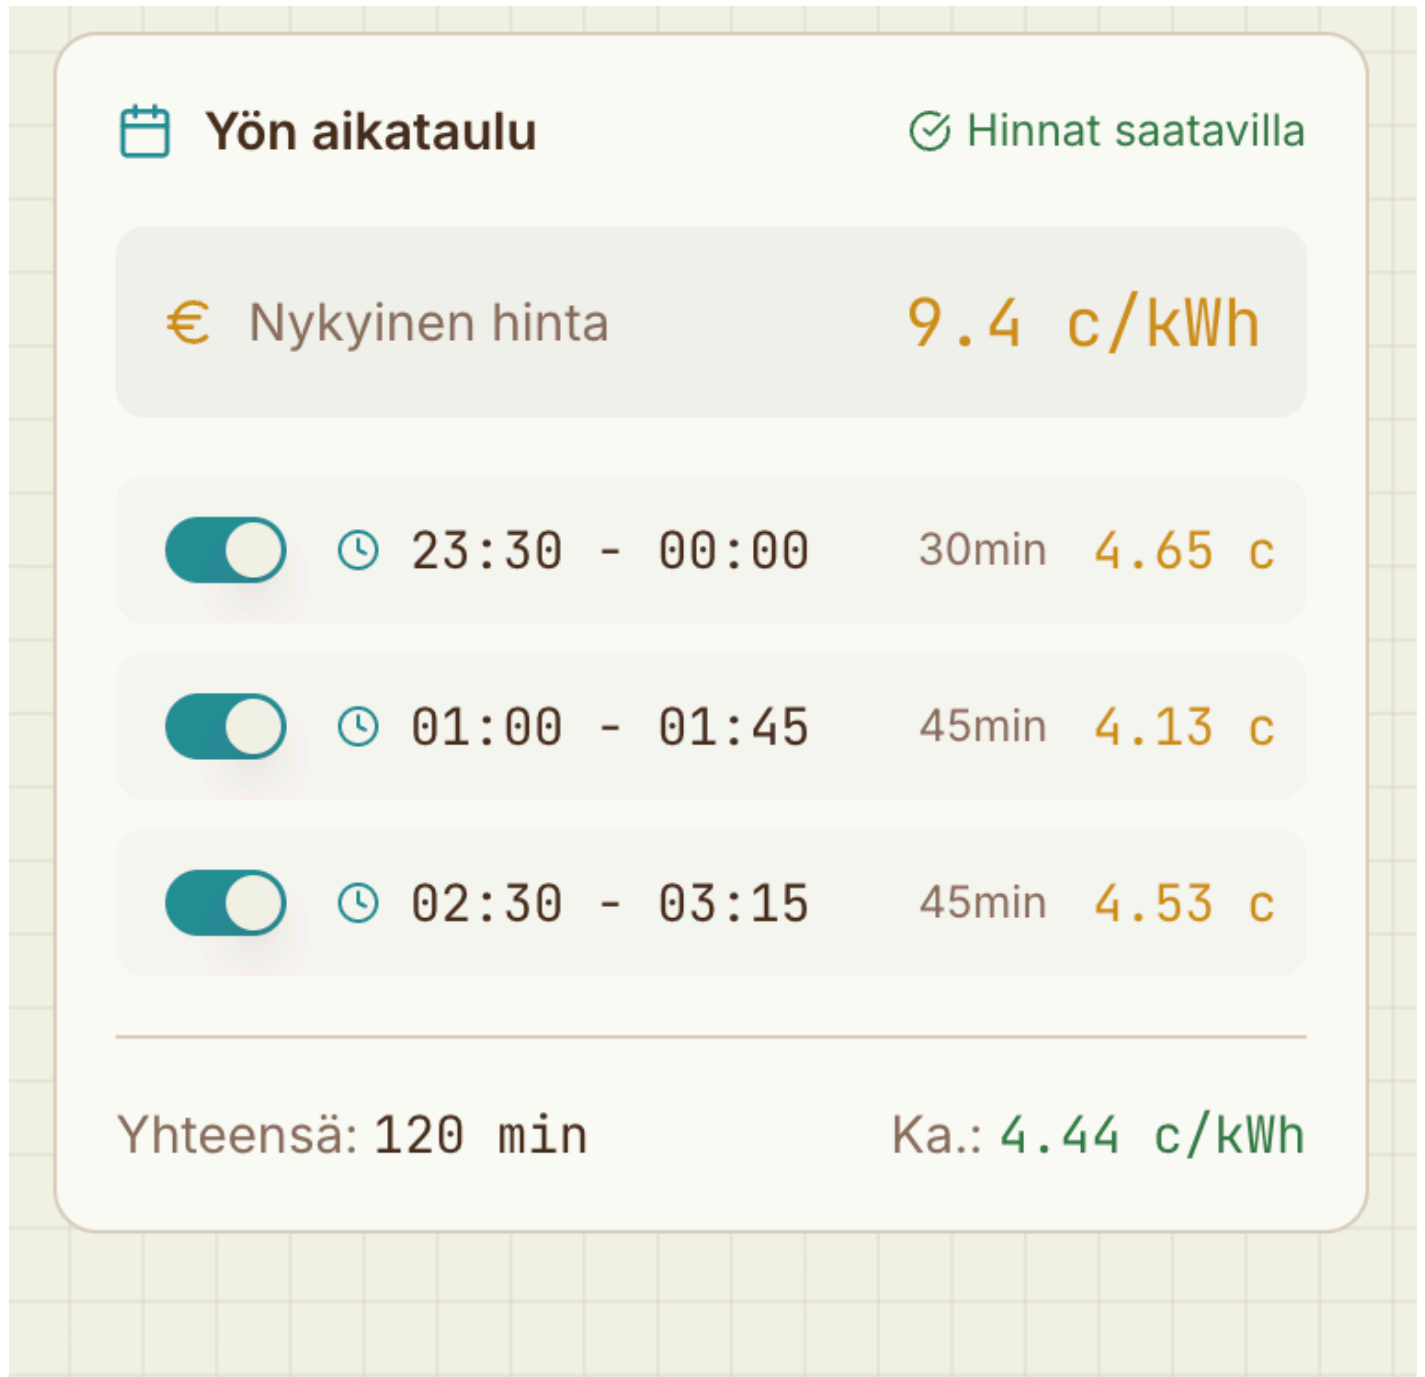 Yön aikataulu
Hinnat saatavilla
€ Nykyinen hinta
9.4 c/kWh
23:30 - 00:00 30min 4.65 c
01:00 - 01:45 45min 4.13 c
02:30 - 03:15 45min 4.53 c
Yhteensä: 120 min
Ka.: 4.44 c/kWh